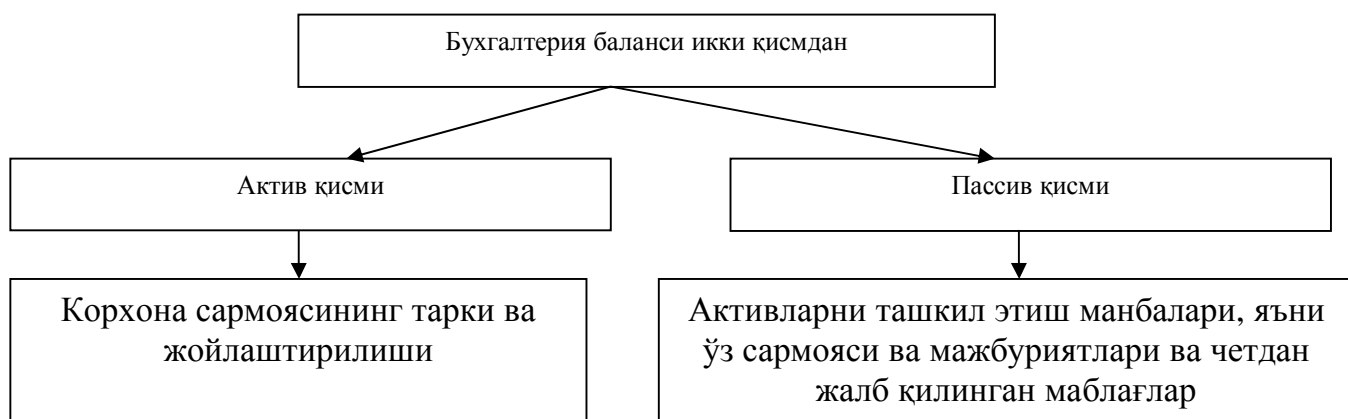 Бухгалтерия баланси икки қисмдан
Актив қисми
Пассив қисми
Корхона сармоясининг тарки ва
жойлаштирилиши
Активларни ташкил этиш манбалари, яъни
ўз сармояси ва мажбуриятлари ва четдан
жалб қилинган маблағлар